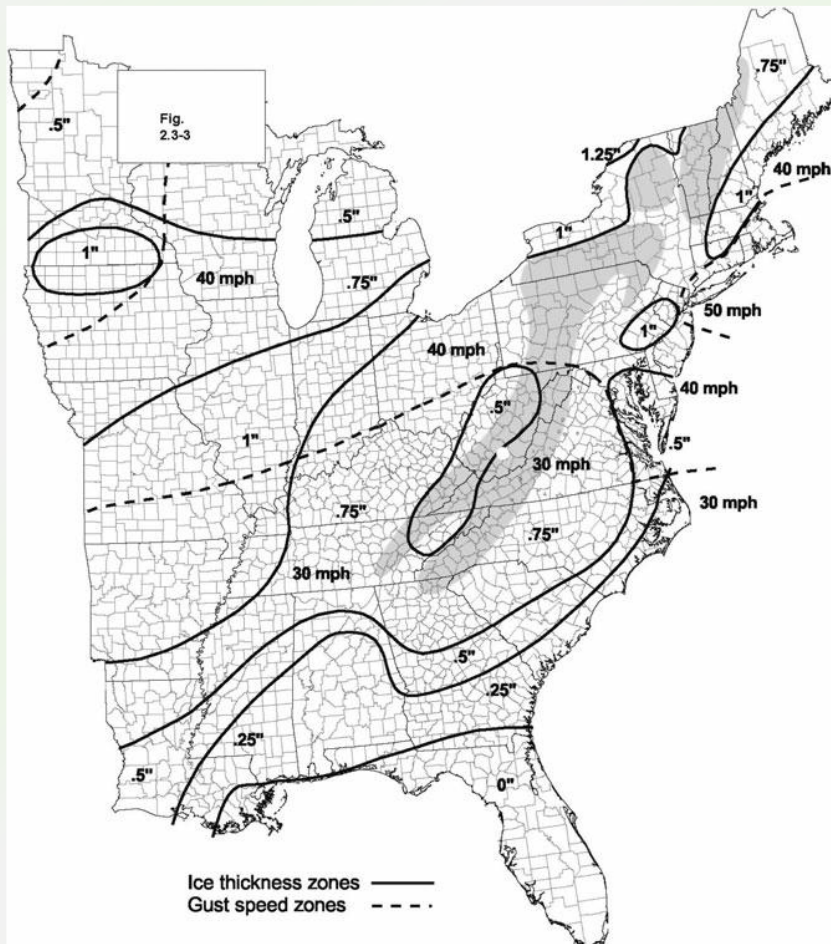 .75"
.5"
Fig.
2.3-3
1.25"
40 mph
1"
.5"
1"
1"
40 mph
.75"
50 mph
1"
40 mph
40 mph
.5"
.5"
1"
30 mph
30 mph
.75"
.75"
30 mph
.5"
.25"
.25"
.5"
0"
Ice thickness zones
Gust speed zones